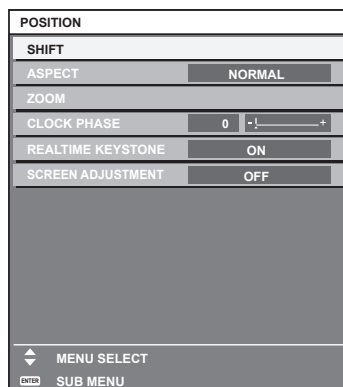 POSITION
SHIFT
ASPECT NORMAL
ZOOM
CLOCK PHASE 0 - +
REALTIME KEYSTONE ON
SCREEN ADJUSTMENT OFF
MENU SELECT
ENTER SUB MENU